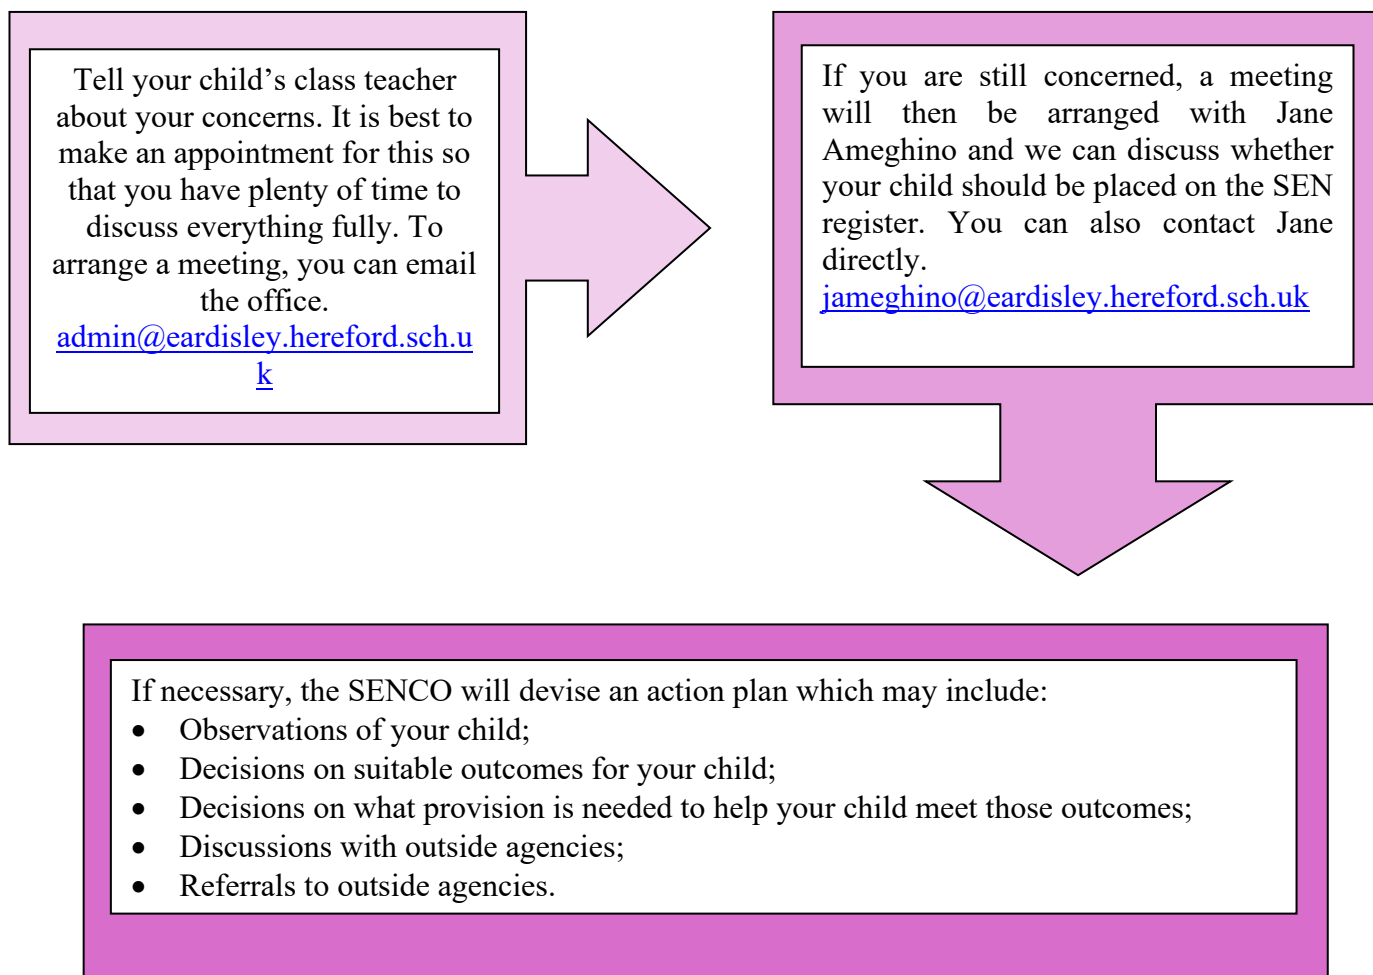 Tell your child’s class teacher
about your concerns. It is best to
make an appointment for this so
that you have plenty of time to
discuss everything fully. To
arrange a meeting, you can email
the office.
admin@eardisley.hereford.sch.u
k
If you are still concerned, a meeting
will then be arranged with Jane
Ameghino and we can discuss whether
your child should be placed on the SEN
register. You can also contact Jane
directly.
jameghino@eardisley.hereford.sch.uk
If necessary, the SENCO will devise an action plan which may include:
• Observations of your child;
• Decisions on suitable outcomes for your child;
• Decisions on what provision is needed to help your child meet those outcomes;
• Discussions with outside agencies;
• Referrals to outside agencies.